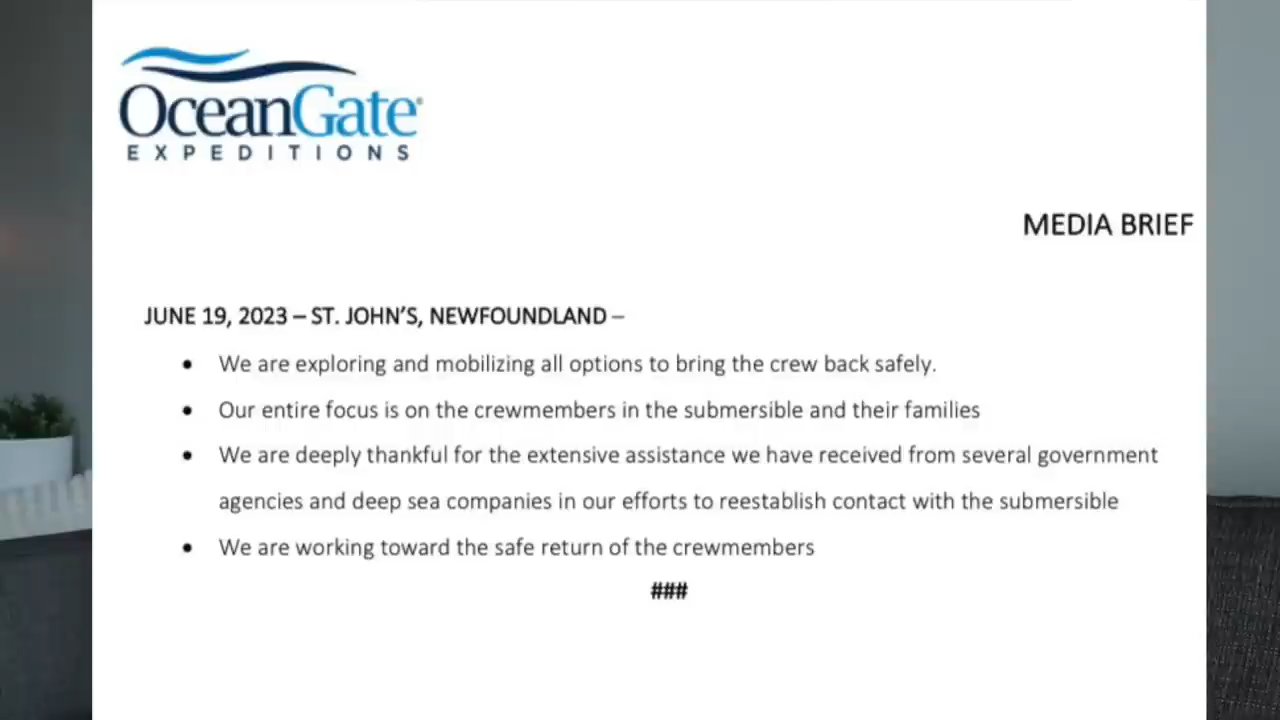 OceanGate®
EXPEDITIONS
MEDIA BRIEF
JUNE 19, 2023 – ST. JOHN’S, NEWFOUNDLAND –
• We are exploring and mobilizing all options to bring the crew back safely.
• Our entire focus is on the crewmembers in the submersible and their families
• We are deeply thankful for the extensive assistance we have received from several government
agencies and deep sea companies in our efforts to reestablish contact with the submersible
• We are working toward the safe return of the crewmembers
###